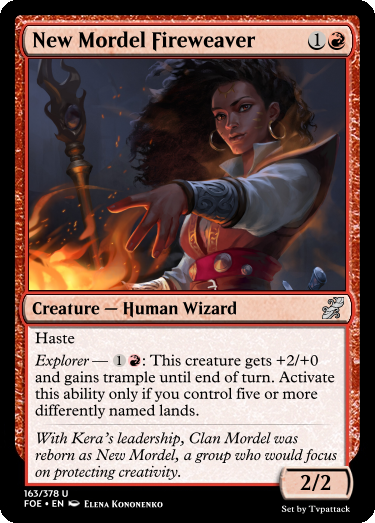 New Mordel Fireweaver 1
Creature — Human Wizard
Haste
Explorer — 1 : This creature gets +2/+0
and gains trample until end of turn. Activate
this ability only if you control five or more
differently named lands.
With Kera's leadership, Clan Mordel was
reborn as New Mordel, a group who would focus
on protecting creativity.
2/2
163/378 U
FOE • EN Elena Kononenko
Set by Tvpattack